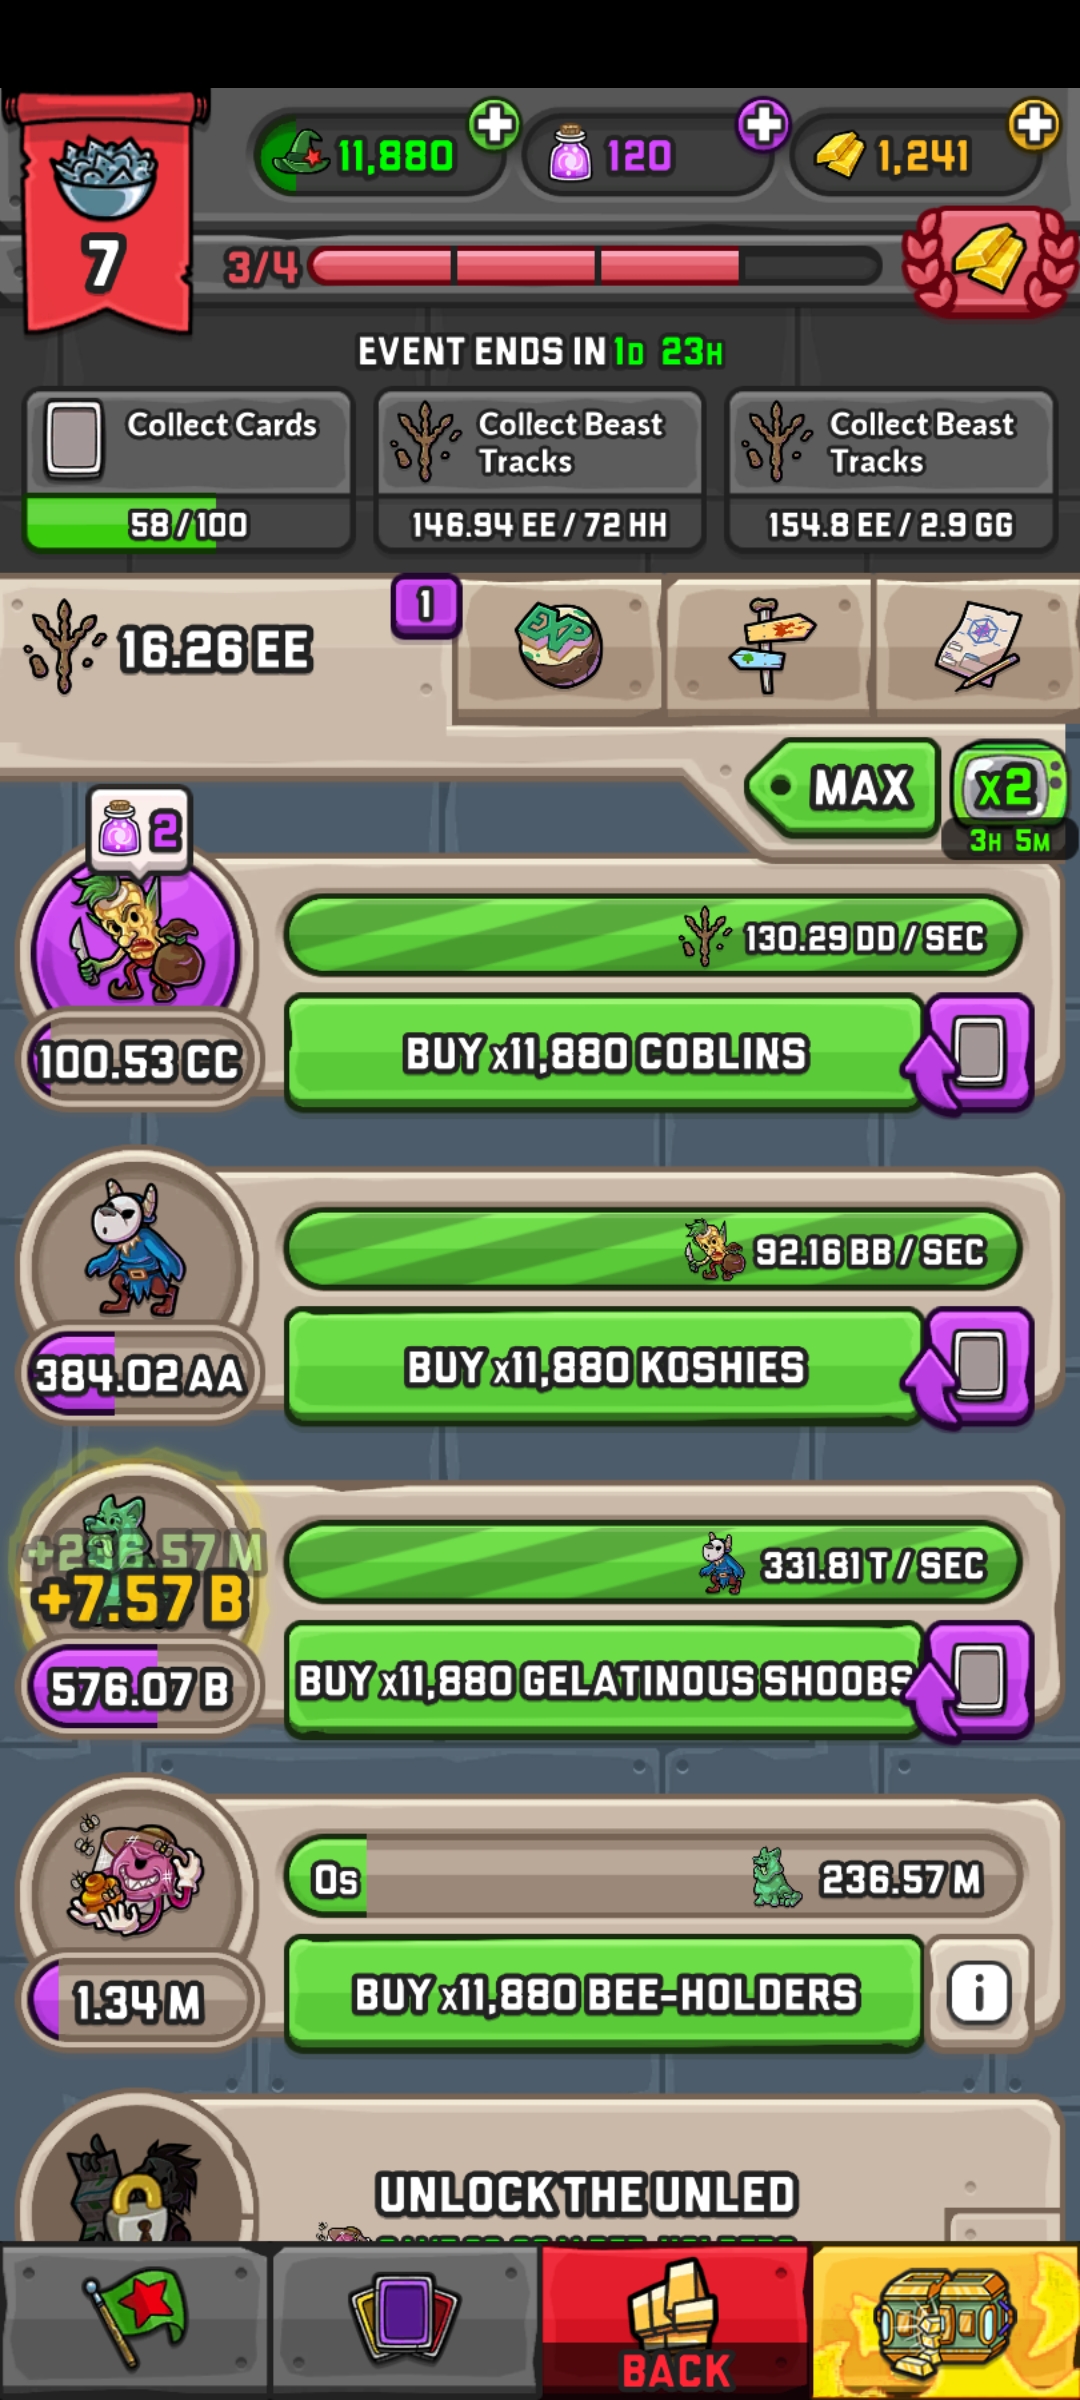 11,880
120
1,241
7
3/4
EVENT ENDS IN 1D 23H
Collect Cards
58 / 100
Collect Beast
Tracks
146.94 EE / 72 HH
Collect Beast
Tracks
154.8 EE / 2.9 GG
16.26 EE
1
EXP
MAX
x2
3H 5M
2
130.29 DD / SEC
100.53 CC
BUY x11,880 COBLINS
92.16 BB / SEC
384.02 AA
BUY x11,880 KOSHIES
+236.57 M
+7.57 B
331.81 T / SEC
576.07 B
BUY x11,880 GELATINOUS SHOOBS
0s
236.57 M
1.34 M
BUY x11,880 BEE-HOLDERS
i
UNLOCK THE UNLED
BACK